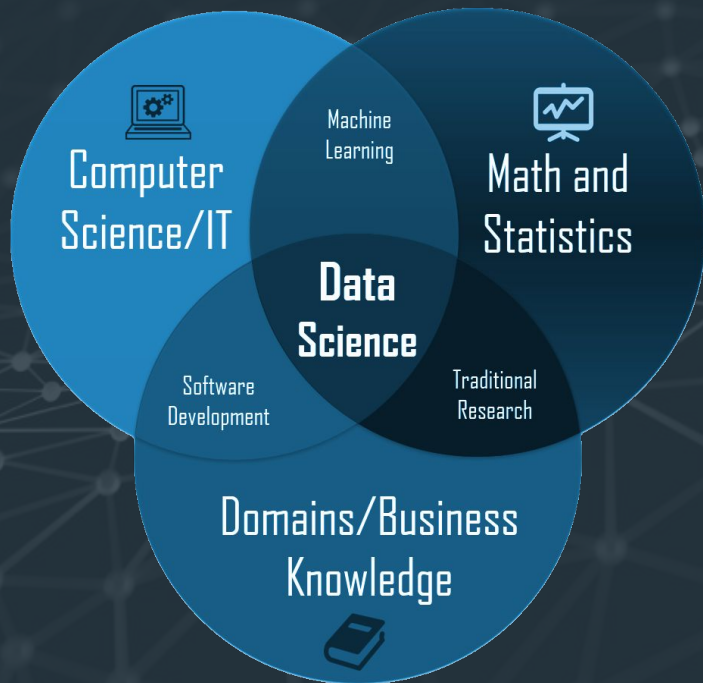 Machine
Learning
Computer
Science/IT
Math and
Statistics
Data
Science
Software
Development
Traditional
Research
Domains/Business
Knowledge